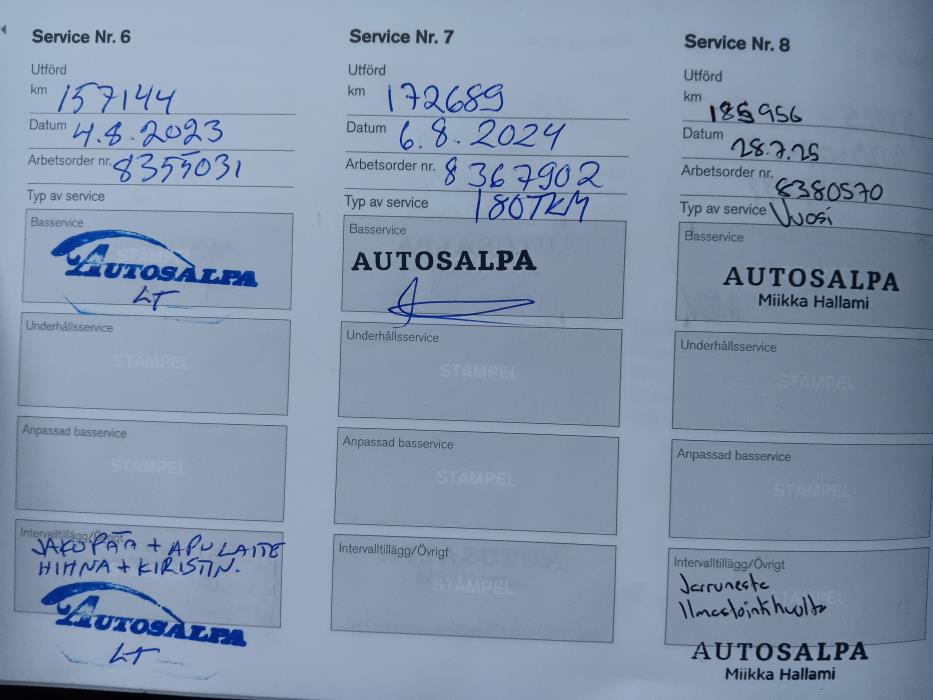 Service Nr. 6
Utförd
km 157144
Datum 4.8.2023
Arbetsorder nr. 8355031
Typ av service
Basservice
AUTOSALPA
LT
Underhållsservice
STÄMPEL
Anpassad basservice
STÄMPEL
Intervalltillägg/Övrigt
JAKOPÄÄ + APULAITE
HIHNA + KIRISTIN.
AUTOSALPA
LT
Service Nr. 7
Utförd
km 172689
Datum 6.8.2024
Arbetsorder nr. 8367902
Typ av service 180TKM
Basservice
AUTOSALPA
Underhållsservice
STÄMPEL
Anpassad basservice
STÄMPEL
Intervalltillägg/Övrigt
STÄMPEL
Service Nr. 8
Utförd
km 185956
Datum 28.7.25
Arbetsorder nr. 8380570
Typ av service Vuosi
Basservice
AUTOSALPA
Miikka Hallami
Underhållsservice
STÄMPEL
Anpassad basservice
STÄMPEL
Intervalltillägg/Övrigt
Jarruneste
STÄMPEL
Ilmastointihuolto
AUTOSALPA
Miikka Hallami